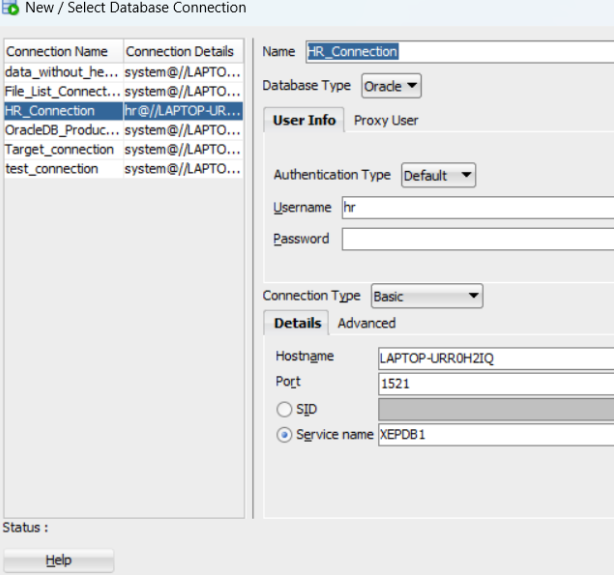 New / Select Database Connection
Connection Name Connection Details
data_without_he... system@//LAPTO...
File_List_Connect... system@//LAPTO...
HR_Connection hr@//LAPTOP-UR...
OracleDB_Produc... system@//LAPTO...
Target_connection system@//LAPTO...
test_connection system@//LAPTO...
Name HR_Connection
Database Type Oracle
User Info Proxy User
Authentication Type Default
Username hr
Password
Connection Type Basic
Details Advanced
Hostname LAPTOP-URR0H2IQ
Port 1521
SID
Service name XEPDB1
Status :
Help